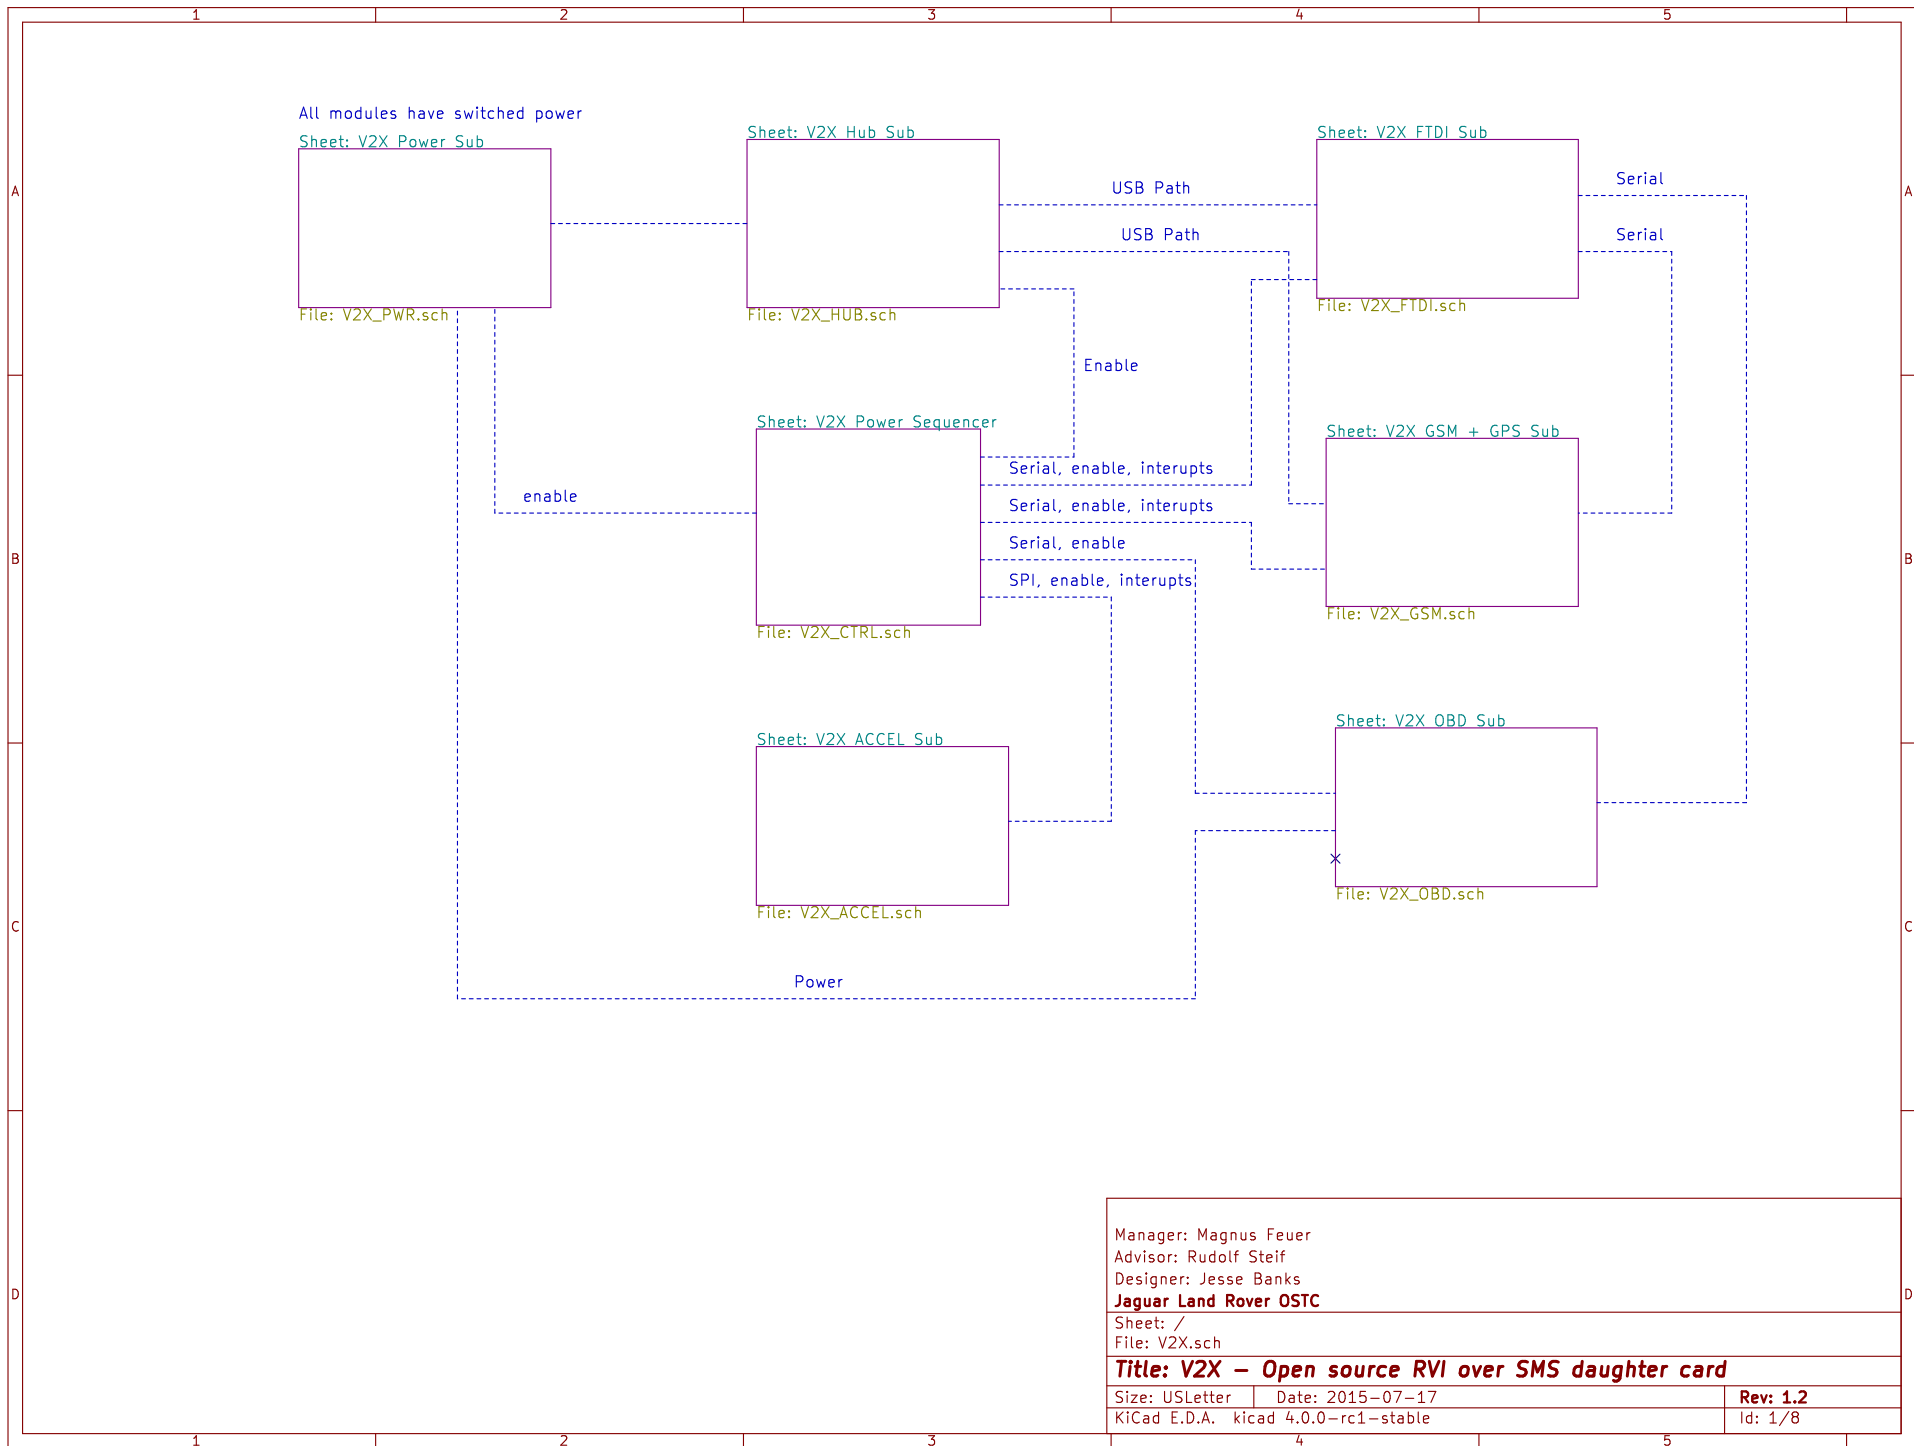 1 2 3 4 5
All modules have switched power
Sheet: V2X Power Sub
Sheet: V2X Hub Sub
Sheet: V2X FTDI Sub
A
A
USB Path
Serial
USB Path
Serial
File: V2X_PWR.sch
File: V2X_HUB.sch
File: V2X_FTDI.sch
Enable
Sheet: V2X Power Sequencer
Sheet: V2X GSM + GPS Sub
Serial, enable, interupts
enable
Serial, enable, interupts
Serial, enable
B
B
SPI, enable, interupts
File: V2X_CTRL.sch
File: V2X_GSM.sch
Sheet: V2X ACCEL Sub
Sheet: V2X OBD Sub
File: V2X_ACCEL.sch
File: V2X_OBD.sch
C
C
Power
Manager: Magnus Feuer
Advisor: Rudolf Steif
Designer: Jesse Banks
D
D
Jaguar Land Rover OSTC
Sheet: /
File: V2X.sch
Title: V2X – Open source RVI over SMS daughter card
Size: USLetter Date: 2015-07-17 Rev: 1.2
KiCad E.D.A. kicad 4.0.0-rc1-stable Id: 1/8
1 2 3 4 5